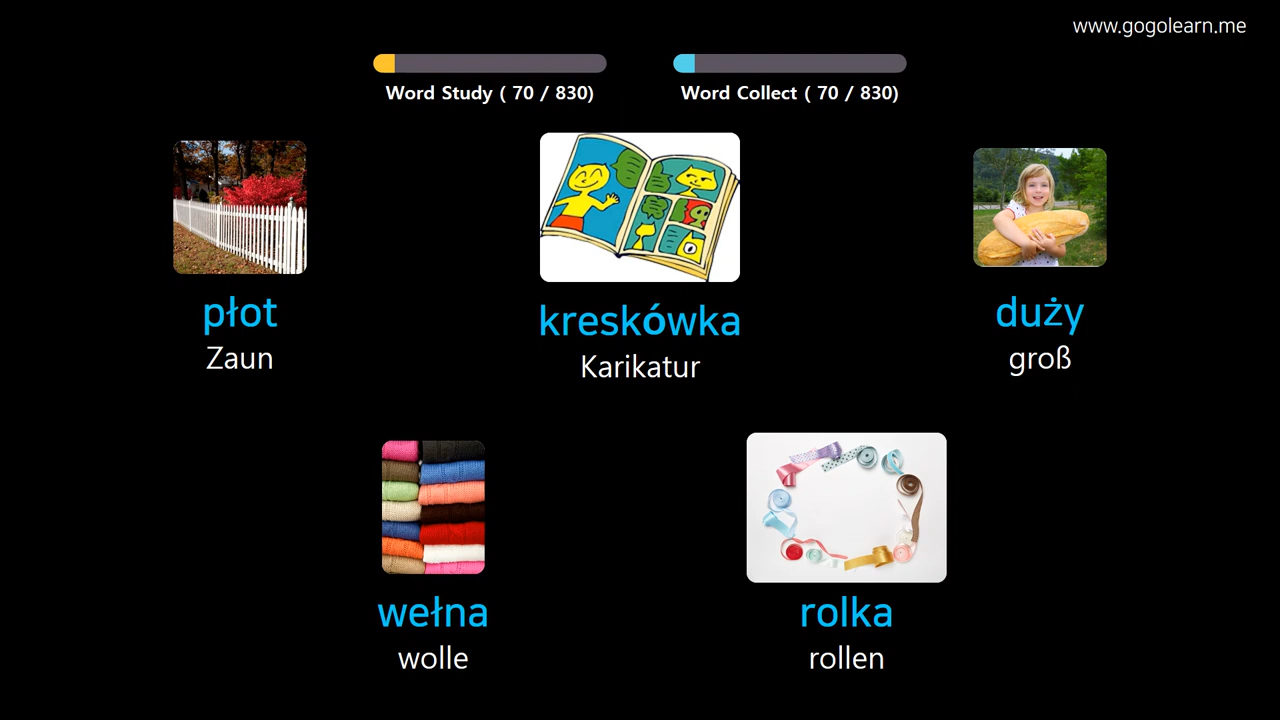 www.gogolearn.me
Word Study ( 70 / 830)
Word Collect ( 70 / 830)
płot
Zaun
kreskówka
Karikatur
duży
groß
wełna
wolle
rolka
rollen